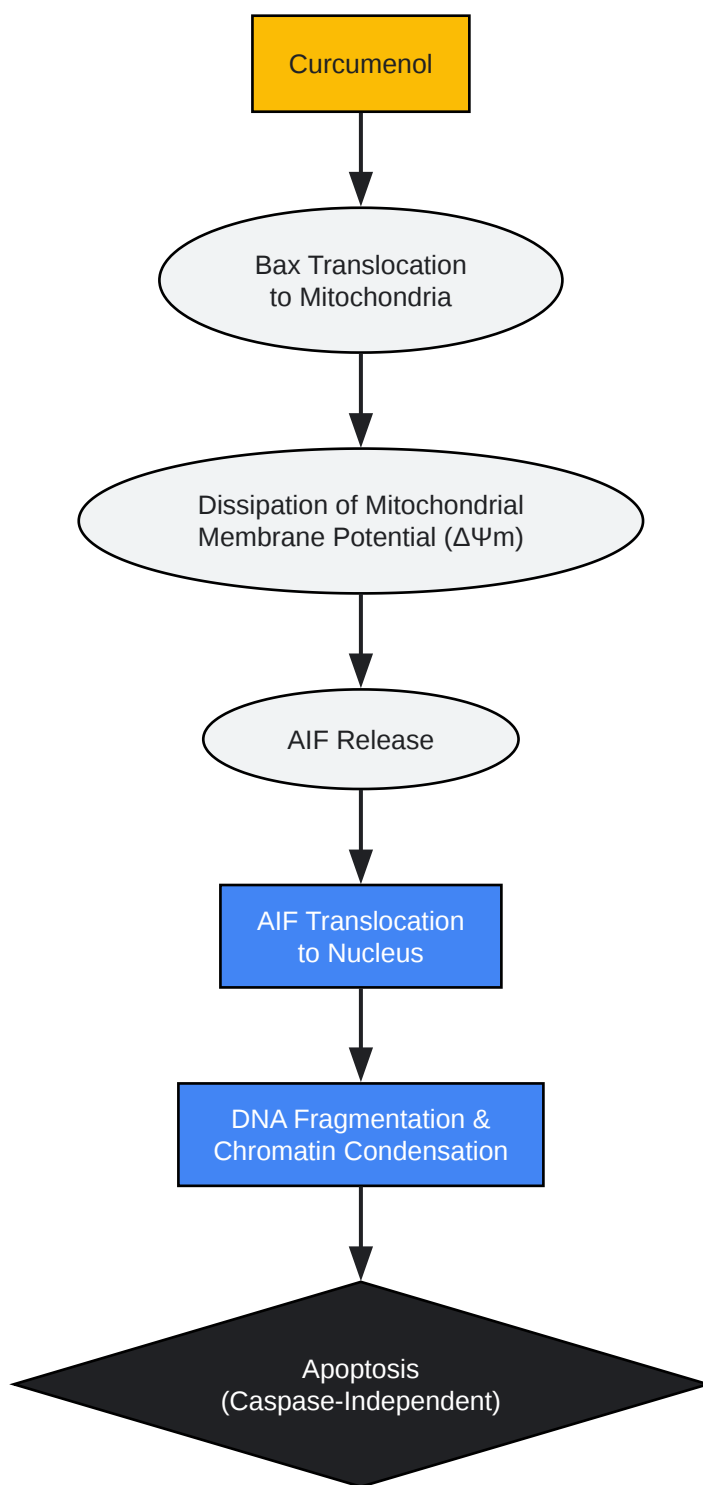 Curcumenol
Bax Translocation
to Mitochondria
Dissipation of Mitochondrial
Membrane Potential (ΔΨm)
AIF Release
AIF Translocation
to Nucleus
DNA Fragmentation &
Chromatin Condensation
Apoptosis
(Caspase-Independent)